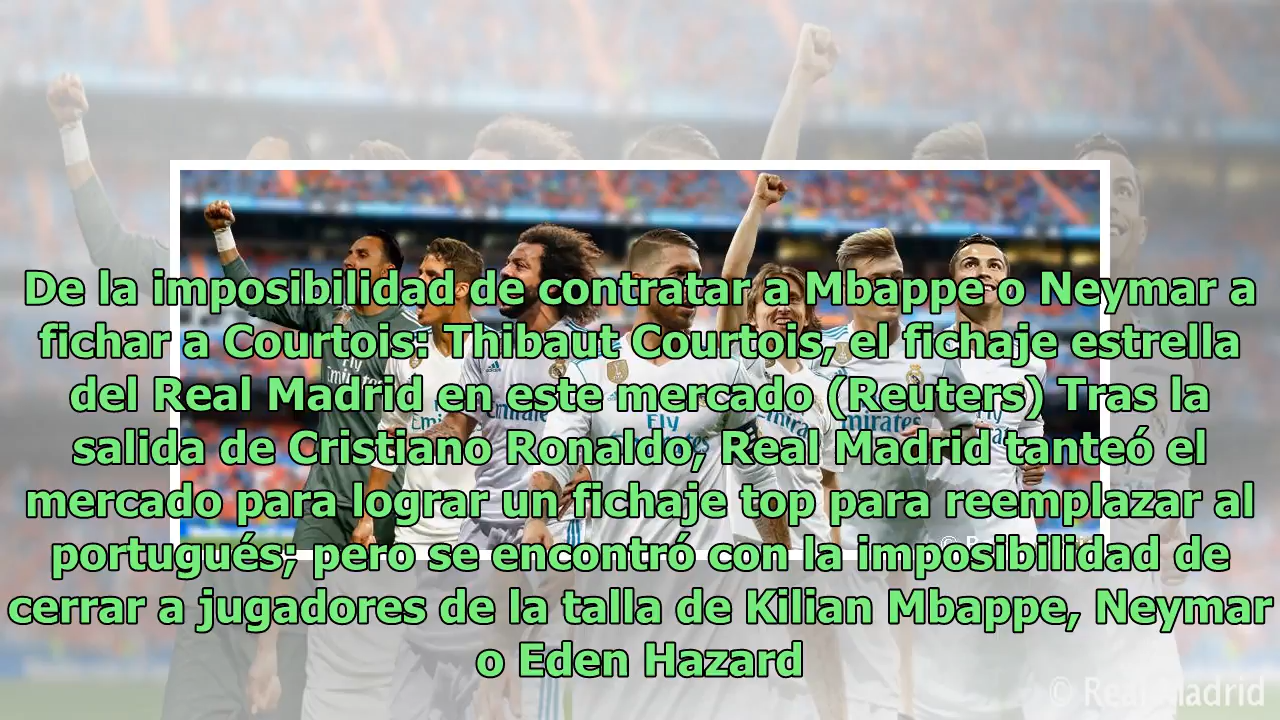 De la imposibilidad de contratar a Mbappe o Neymar a
fichar a Courtois: Thibaut Courtois, el fichaje estrella
del Real Madrid en este mercado (Reuters) Tras la
salida de Cristiano Ronaldo, Real Madrid tanteó el
mercado para lograr un fichaje top para reemplazar al
portugués; pero se encontró con la imposibilidad de
cerrar a jugadores de la talla de Kilian Mbappe, Neymar
o Eden Hazard
Fly
© Real Madrid